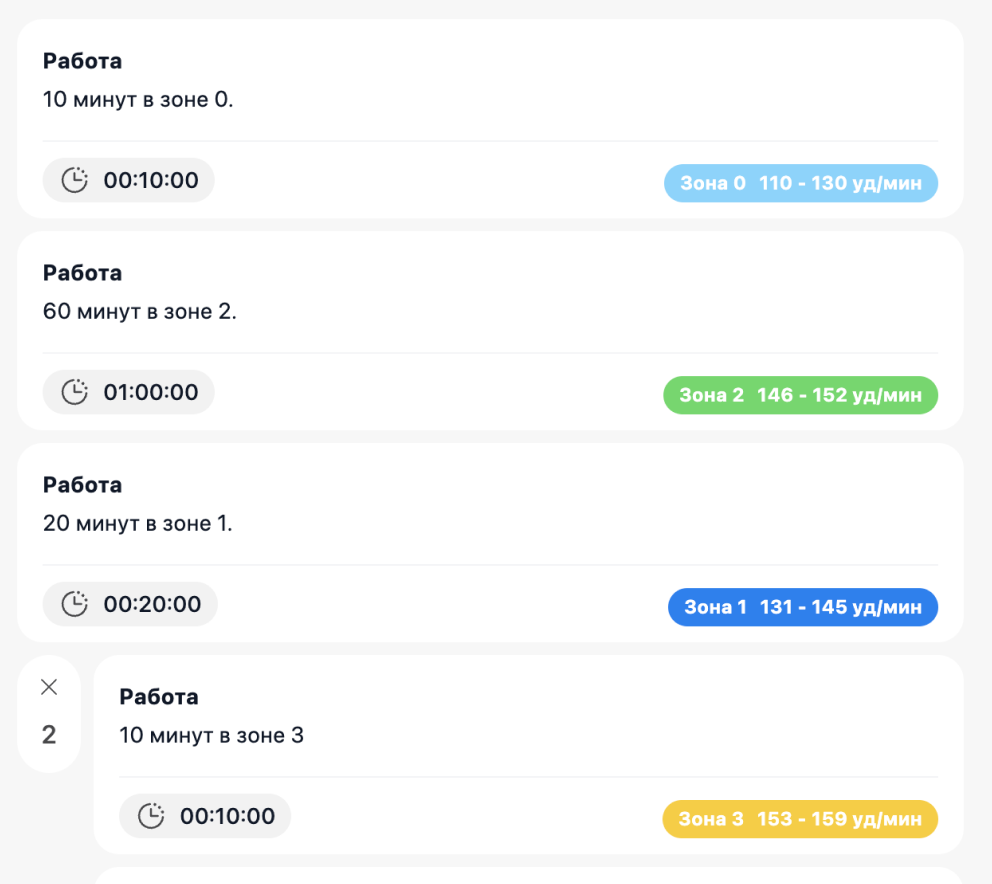 Работа
10 минут в зоне 0.
00:10:00
Зона 0 110 - 130 уд/мин
Работа
60 минут в зоне 2.
01:00:00
Зона 2 146 - 152 уд/мин
Работа
20 минут в зоне 1.
00:20:00
Зона 1 131 - 145 уд/мин
2
Работа
10 минут в зоне 3
00:10:00
Зона 3 153 - 159 уд/мин